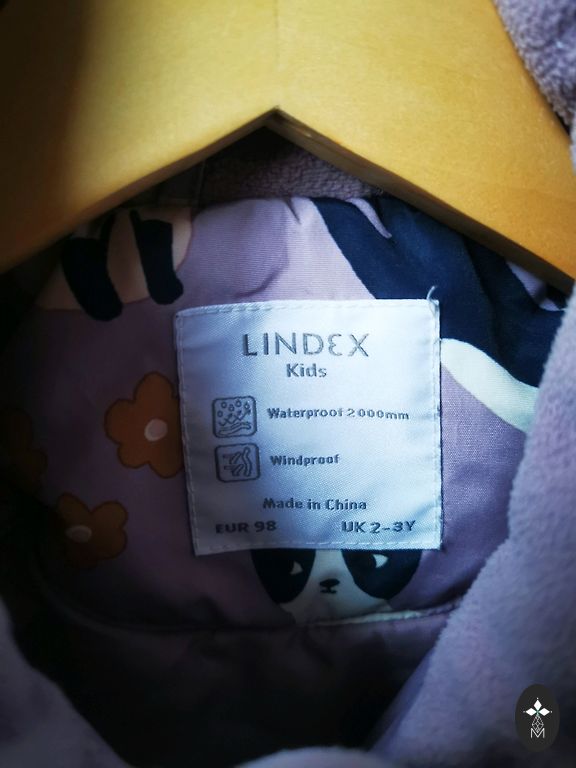 LINDEX
Kids
Waterproof 2000mm
Windproof
Made in China
EUR 98 UK 2-3Y
M